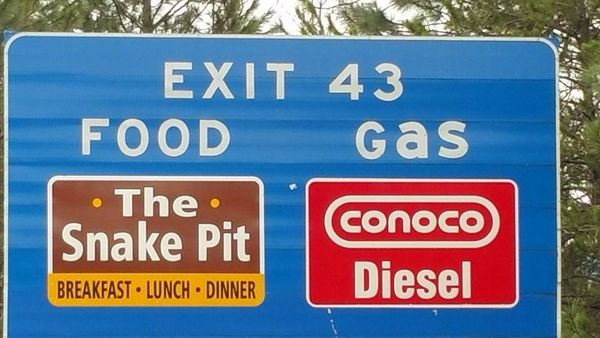 EXIT 43
FOOD Gas
• The •
Snake Pit
BREAKFAST • LUNCH • DINNER
conoco
Diesel